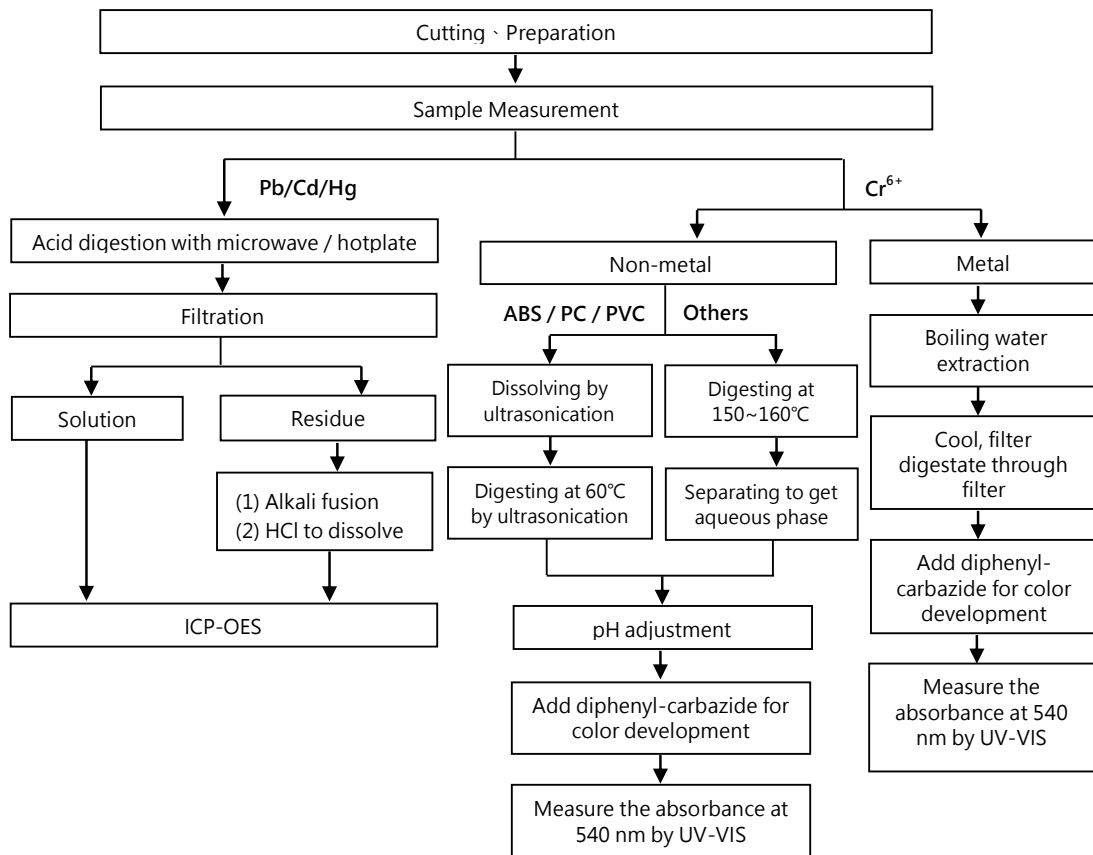 Cutting、Preparation
Sample Measurement
Pb/Cd/Hg
Cr⁶⁺
Acid digestion with microwave / hotplate
Filtration
Solution
Residue
(1) Alkali fusion
(2) HCl to dissolve
ICP-OES
Non-metal
ABS / PC / PVC
Others
Dissolving by
ultrasonication
Digesting at 60℃
by ultrasonication
Digesting at
150~160℃
Separating to get
aqueous phase
pH adjustment
Add diphenyl-carbazide for
color development
Measure the absorbance at
540 nm by UV-VIS
Metal
Boiling water
extraction
Cool, filter
digestate through
filter
Add diphenyl-
carbazide for color
development
Measure the
absorbance at 540
nm by UV-VIS